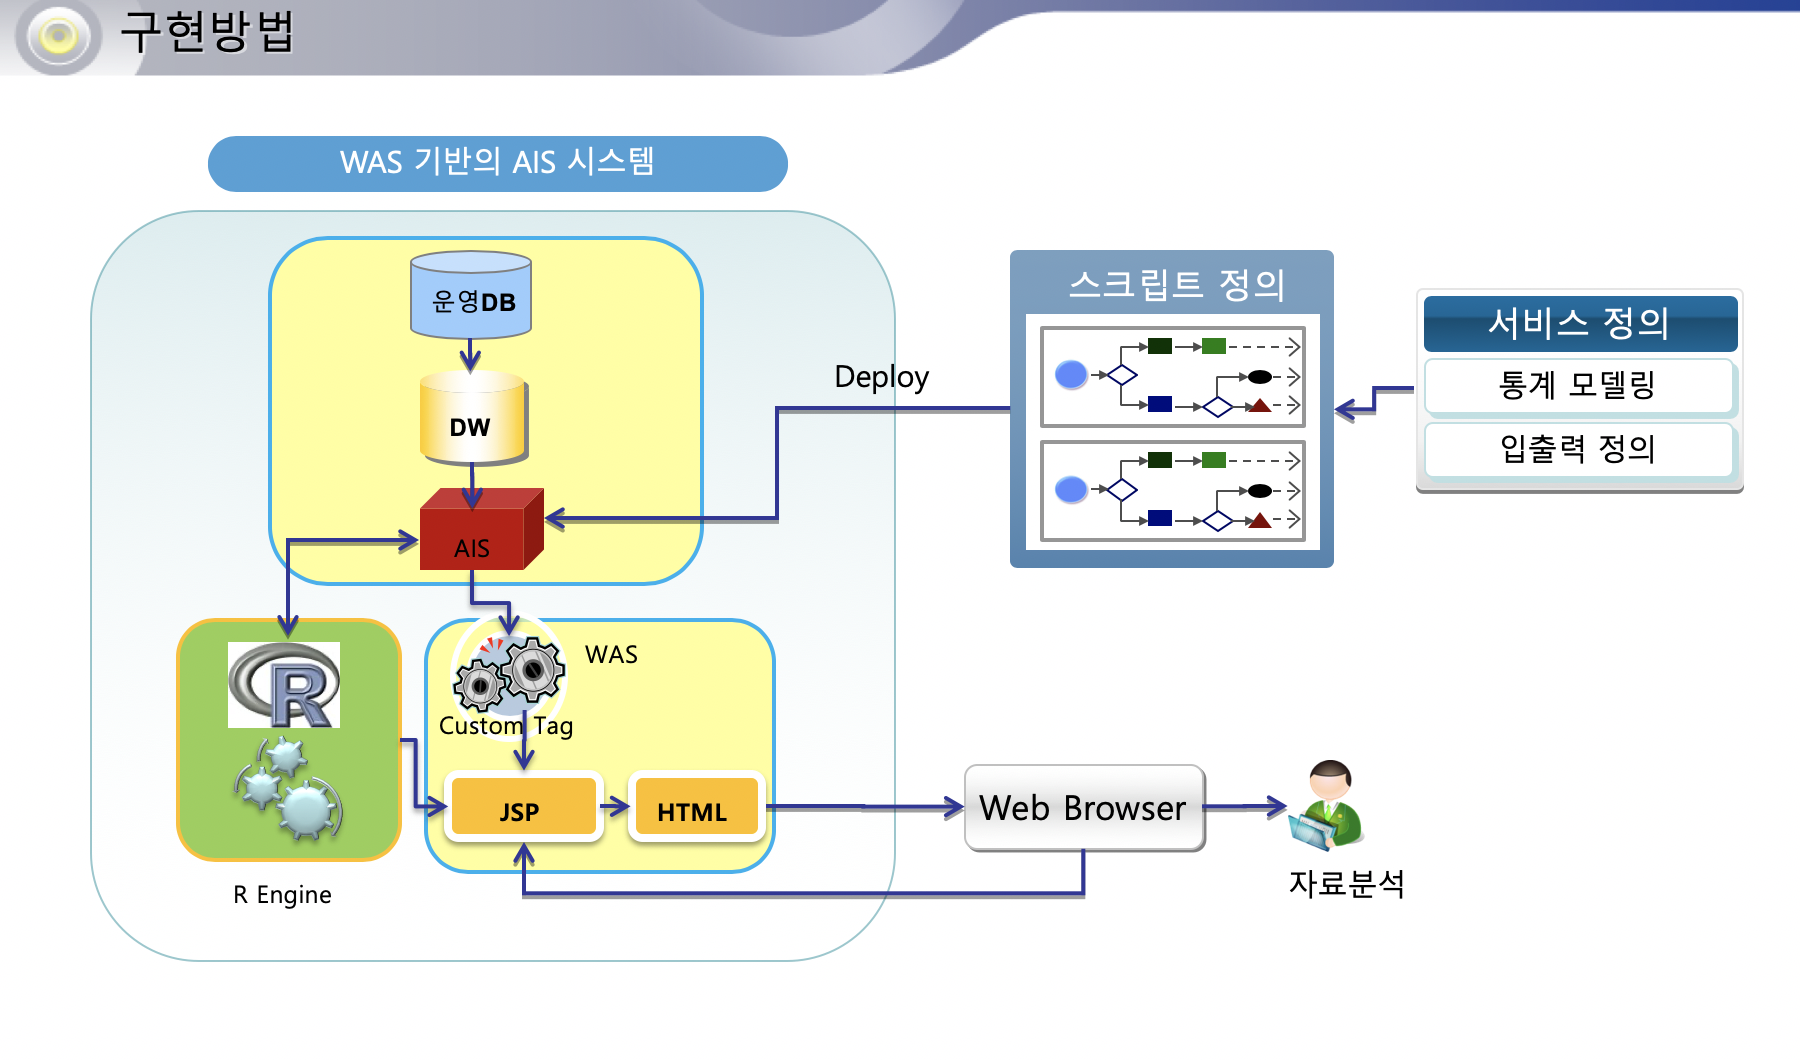 구현방법
WAS 기반의 AIS 시스템
운영DB
DW
AIS
Deploy
스크립트 정의
서비스 정의
통계 모델링
입출력 정의
R
R Engine
WAS
Custom Tag
JSP
HTML
Web Browser
자료분석